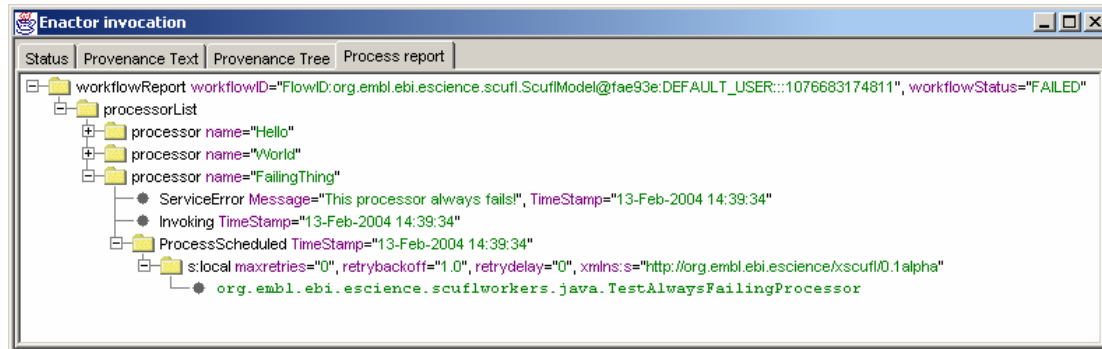 Enactor invocation
Status Provenance Text Provenance Tree Process report
workflowReport workflowID="FlowID:org.embl.ebi.escience.scufl.ScuflModel@fae93e:DEFAULT_USER:::1076683174811", workflowStatus="FAILED"
processorList
processor name="Hello"
processor name="World"
processor name="FailingThing"
ServiceError Message="This processor always fails!", TimeStamp="13-Feb-2004 14:39:34"
Invoking TimeStamp="13-Feb-2004 14:39:34"
ProcessScheduled TimeStamp="13-Feb-2004 14:39:34"
s:local maxretries="0", retrybackoff="1.0", retrydelay="0", xmlns:s="http://org.embl.ebi.escience/xscufl/0.1alpha"
org.embl.ebi.escience.scuflworkers.java.TestAlwaysFailingProcessor